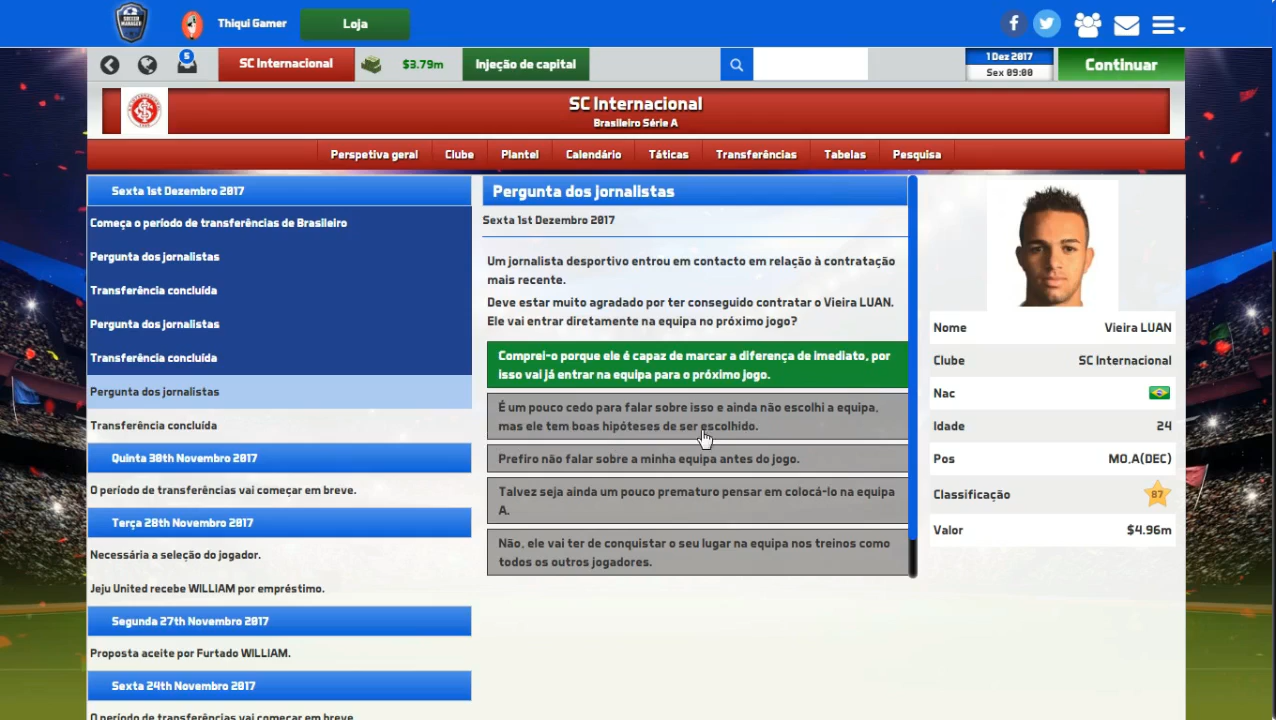 SOCCER MANAGER
Thiqui Gamer
Loja
5
SC Internacional
$3.79m
Injeção de capital
1 Dez 2017
Sex 09:00
Continuar
SC Internacional
Brasileiro Série A
Perspetiva geral
Clube
Plantel
Calendário
Táticas
Transferências
Tabelas
Pesquisa
Sexta 1st Dezembro 2017
Começa o período de transferências de Brasileiro
Pergunta dos jornalistas
Transferência concluída
Pergunta dos jornalistas
Transferência concluída
Pergunta dos jornalistas
Transferência concluída
Quinta 30th Novembro 2017
O período de transferências vai começar em breve.
Terça 28th Novembro 2017
Necessária a seleção do jogador.
Jeju United recebe WILLIAM por empréstimo.
Segunda 27th Novembro 2017
Proposta aceite por Furtado WILLIAM.
Sexta 24th Novembro 2017
O período de transferências vai começar em breve
Pergunta dos jornalistas
Sexta 1st Dezembro 2017
Um jornalista desportivo entrou em contacto em relação à contratação
mais recente.
Deve estar muito agradado por ter conseguido contratar o Vieira LUAN.
Ele vai entrar diretamente na equipa no próximo jogo?
Comprei-o porque ele é capaz de marcar a diferença de imediato, por
isso vai já entrar na equipa para o próximo jogo.
É um pouco cedo para falar sobre isso e ainda não escolhi a equipa,
mas ele tem boas hipóteses de ser escolhido.
Prefiro não falar sobre a minha equipa antes do jogo.
Talvez seja ainda um pouco prematuro pensar em colocá-lo na equipa
A.
Não, ele vai ter de conquistar o seu lugar na equipa nos treinos como
todos os outros jogadores.
Nome Vieira LUAN
Clube SC Internacional
Nac
Idade 24
Pos MO,A(DEC)
Classificação 87
Valor $4.96m